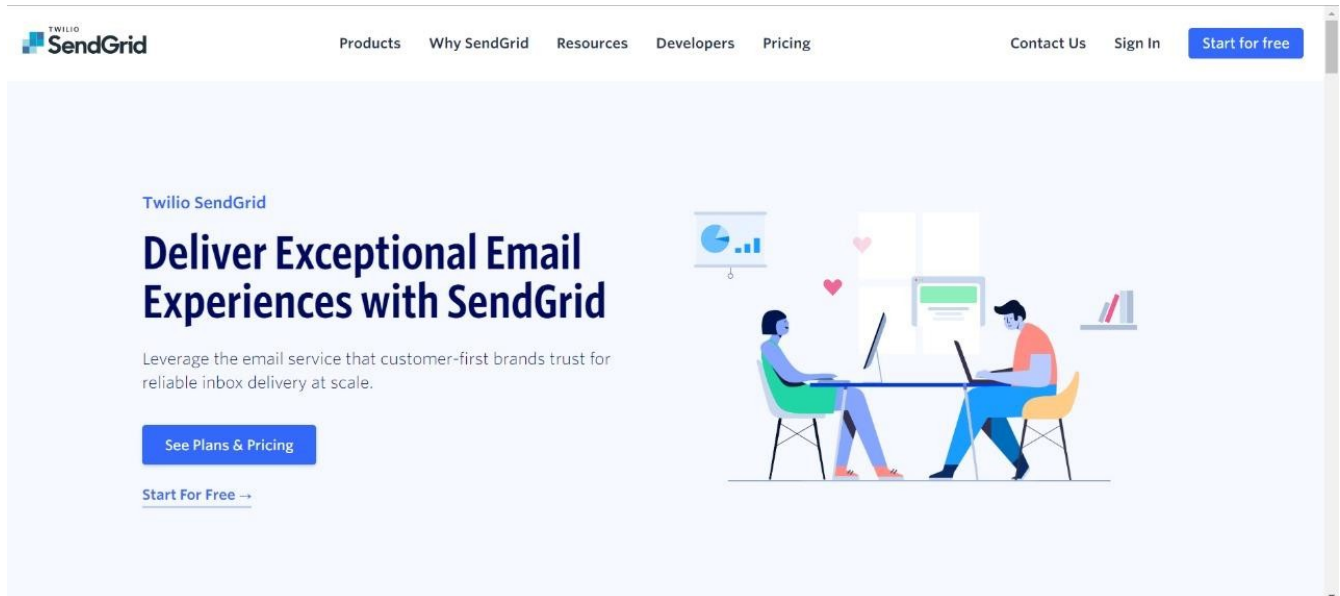 TWILIO
SendGrid
Products Why SendGrid Resources Developers Pricing Contact Us Sign In Start for free
Twilio SendGrid
Deliver Exceptional Email
Experiences with SendGrid
Leverage the email service that customer-first brands trust for
reliable inbox delivery at scale.
See Plans & Pricing
Start For Free →